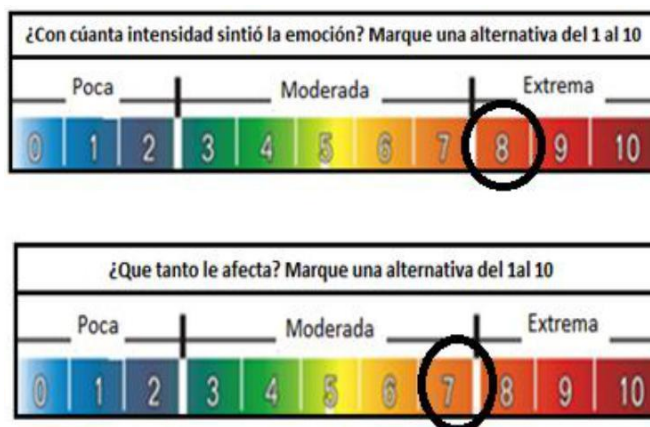 ¿Con cúanta intensidad sintió la emoción? Marque una alternativa del 1 al 10
Poca Moderada Extrema
0 1 2 3 4 5 6 7 8 9 10
¿Que tanto le afecta? Marque una alternativa del 1al 10
Poca Moderada Extrema
0 1 2 3 4 5 6 7 8 9 10